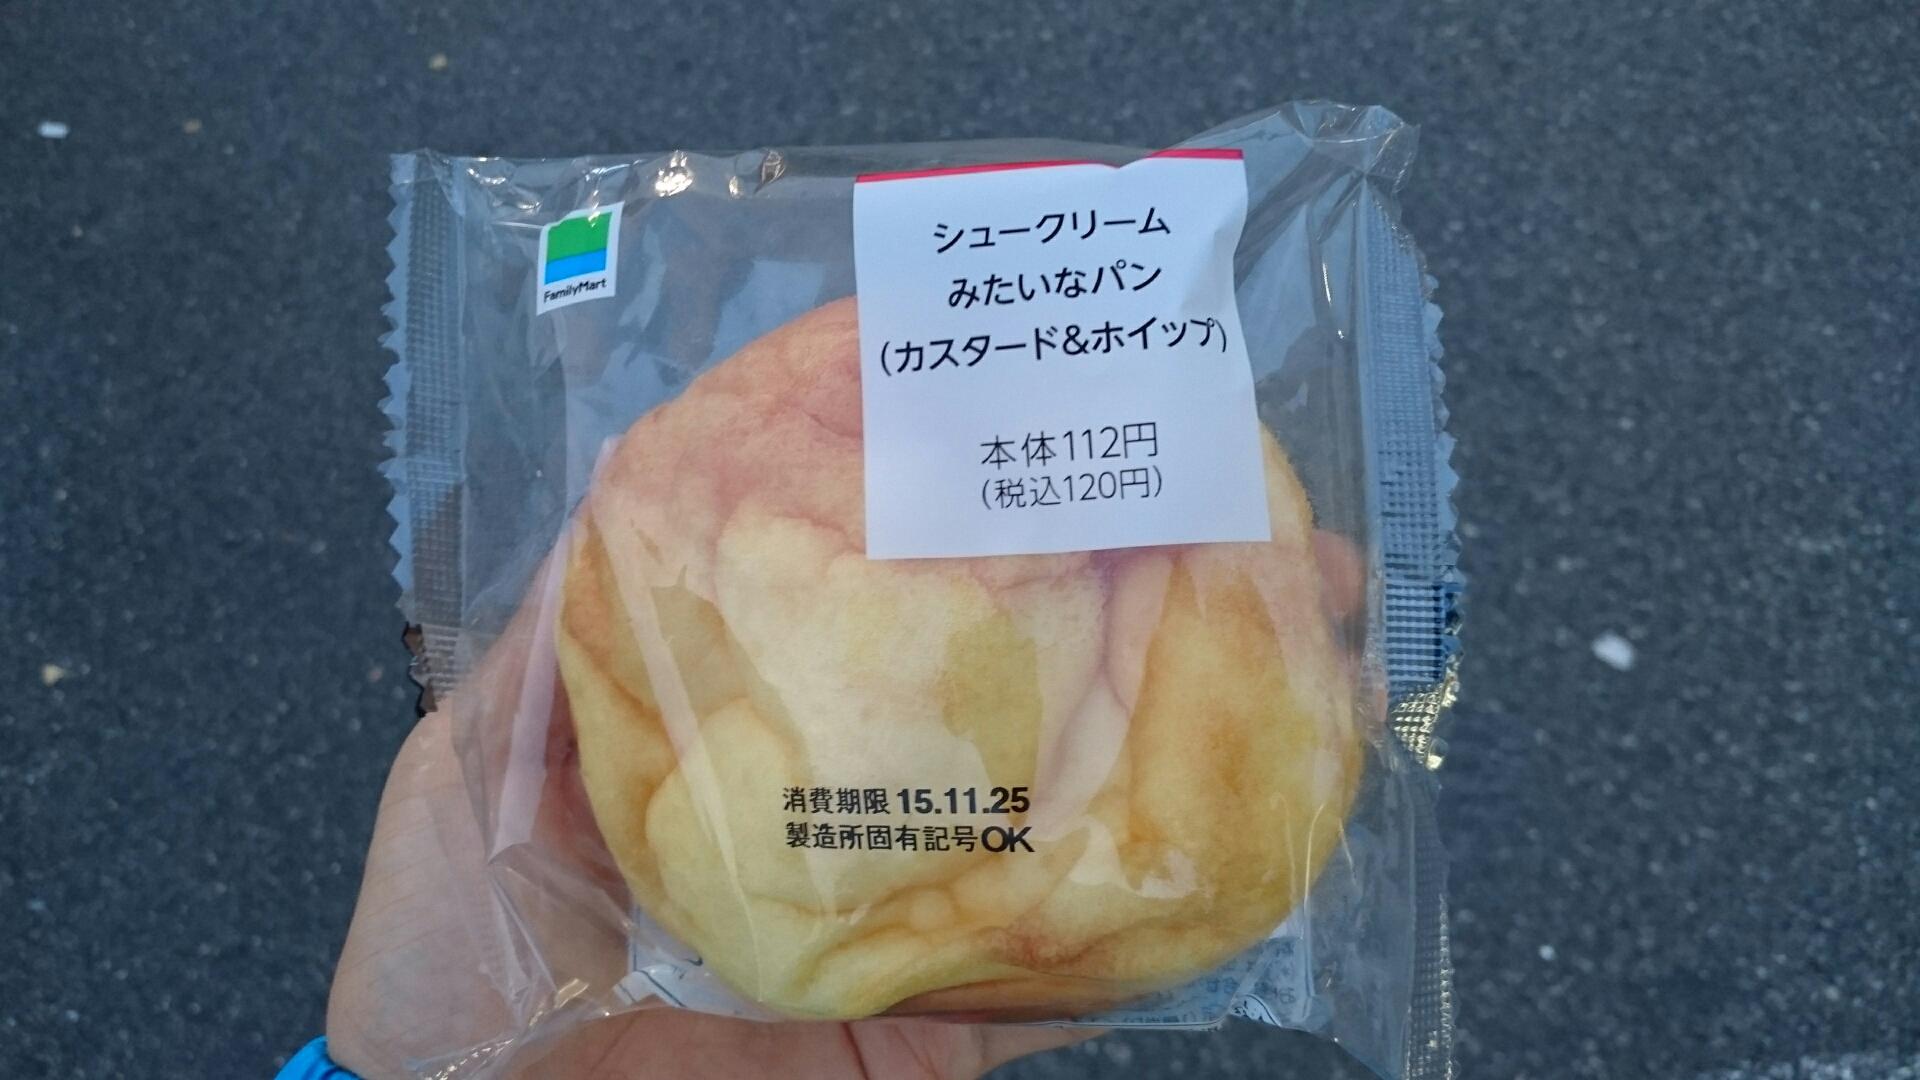 FamilyMart
シュークリーム
みたいなパン
(カスタード&ホイップ)
本体112円
(税込120円)
消費期限 15.11.25
製造所固有記号OK